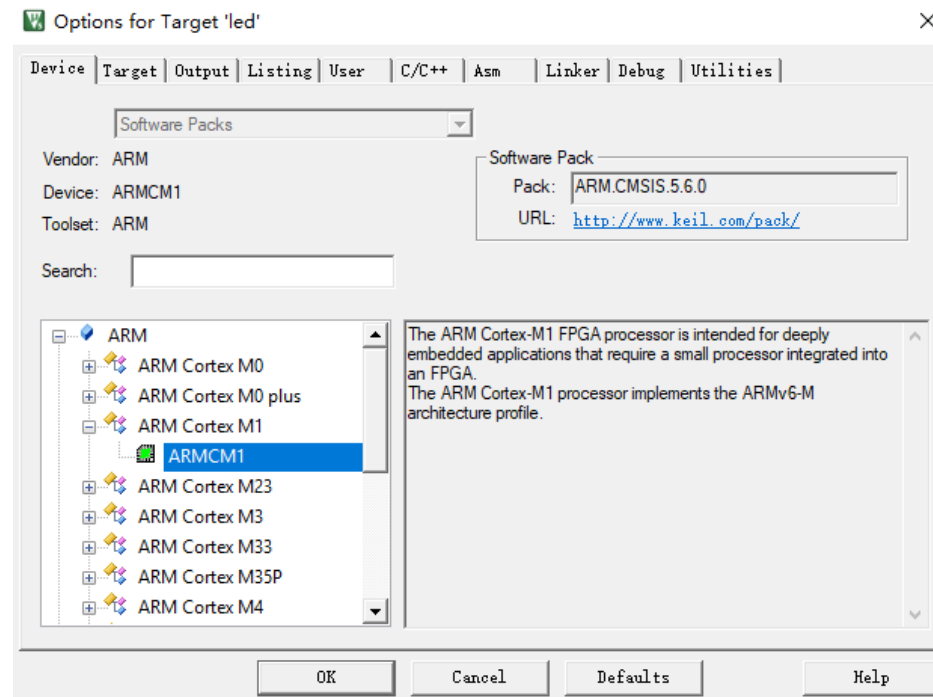 Options for Target 'led'
Device Target Output Listing User C/C++ Asm Linker Debug Utilities
Software Packs
Vendor: ARM
Device: ARMCM1
Toolset: ARM
Search:
Software Pack
Pack: ARM.CMSIS.5.6.0
URL: http://www.keil.com/pack/
ARM
ARM Cortex M0
ARM Cortex M0 plus
ARM Cortex M1
ARMCM1
ARM Cortex M23
ARM Cortex M3
ARM Cortex M33
ARM Cortex M35P
ARM Cortex M4
The ARM Cortex-M1 FPGA processor is intended for deeply
embedded applications that require a small processor integrated into
an FPGA.
The ARM Cortex-M1 processor implements the ARMv6-M
architecture profile.
OK Cancel Defaults Help